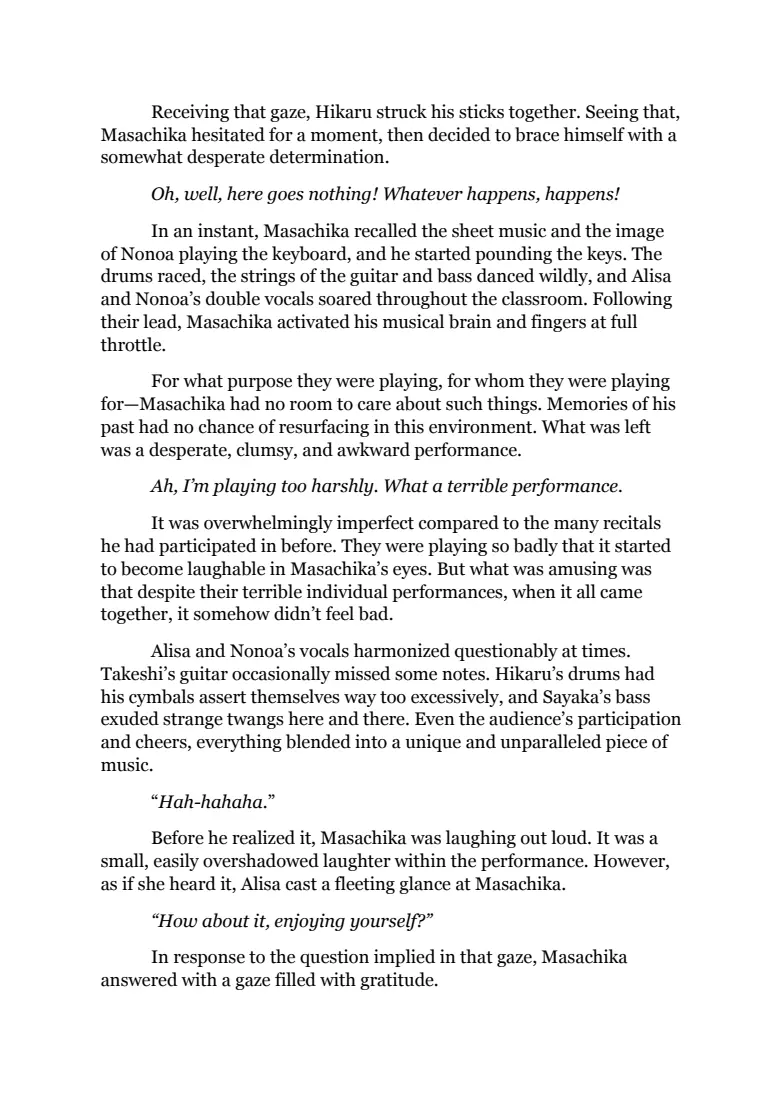 Receiving that gaze, Hikaru struck his sticks together. Seeing that,
Masachika hesitated for a moment, then decided to brace himself with a
somewhat desperate determination.
Oh, well, here goes nothing! Whatever happens, happens!
In an instant, Masachika recalled the sheet music and the image
of Nonoa playing the keyboard, and he started pounding the keys. The
drums raced, the strings of the guitar and bass danced wildly, and Alisa
and Nonoa’s double vocals soared throughout the classroom. Following
their lead, Masachika activated his musical brain and fingers at full
throttle.
For what purpose they were playing, for whom they were playing
for—Masachika had no room to care about such things. Memories of his
past had no chance of resurfacing in this environment. What was left
was a desperate, clumsy, and awkward performance.
Ah, I’m playing too harshly. What a terrible performance.
It was overwhelmingly imperfect compared to the many recitals
he had participated in before. They were playing so badly that it started
to become laughable in Masachika’s eyes. But what was amusing was
that despite their terrible individual performances, when it all came
together, it somehow didn’t feel bad.
Alisa and Nonoa’s vocals harmonized questionably at times.
Takeshi’s guitar occasionally missed some notes. Hikaru’s drums had
his cymbals assert themselves way too excessively, and Sayaka’s bass
exuded strange twangs here and there. Even the audience’s participation
and cheers, everything blended into a unique and unparalleled piece of
music.
“Hah-hahaha.”
Before he realized it, Masachika was laughing out loud. It was a
small, easily overshadowed laughter within the performance. However,
as if she heard it, Alisa cast a fleeting glance at Masachika.
“How about it, enjoying yourself?”
In response to the question implied in that gaze, Masachika
answered with a gaze filled with gratitude.